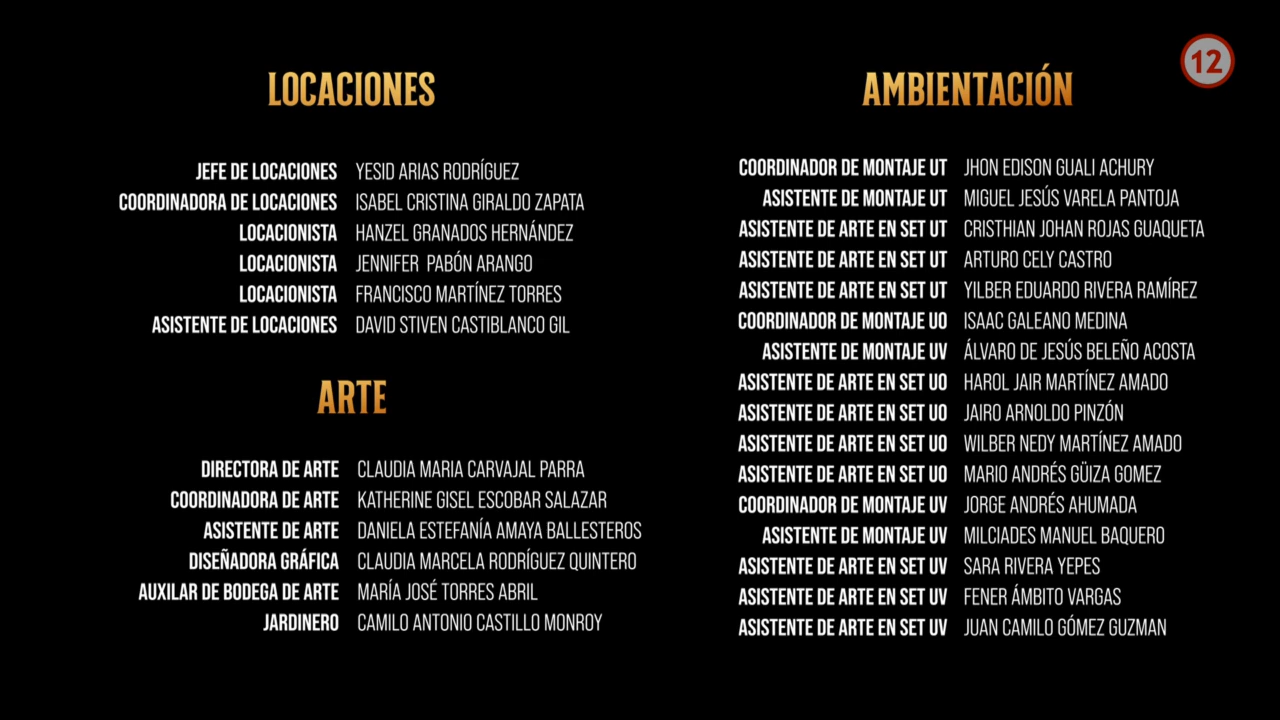 LOCACIONES
JEFE DE LOCACIONES YESID ARIAS RODRÍGUEZ
COORDINADORA DE LOCACIONES ISABEL CRISTINA GIRALDO ZAPATA
LOCACIONISTA HANZEL GRANADOS HERNÁNDEZ
LOCACIONISTA JENNIFER PABÓN ARANGO
LOCACIONISTA FRANCISCO MARTÍNEZ TORRES
ASISTENTE DE LOCACIONES DAVID STIVEN CASTIBLANCO GIL
ARTE
DIRECTORA DE ARTE CLAUDIA MARIA CARVAJAL PARRA
COORDINADORA DE ARTE KATHERINE GISEL ESCOBAR SALAZAR
ASISTENTE DE ARTE DANIELA ESTEFANÍA AMAYA BALLESTEROS
DISEÑADORA GRÁFICA CLAUDIA MARCELA RODRÍGUEZ QUINTERO
AUXILAR DE BODEGA DE ARTE MARÍA JOSÉ TORRES ABRIL
JARDINERO CAMILO ANTONIO CASTILLO MONROY
AMBIENTACIÓN
COORDINADOR DE MONTAJE UT JHON EDISON GUALI ACHURY
ASISTENTE DE MONTAJE UT MIGUEL JESÚS VARELA PANTOJA
ASISTENTE DE ARTE EN SET UT CRISTHIAN JOHAN ROJAS GUAQUETA
ASISTENTE DE ARTE EN SET UT ARTURO CELY CASTRO
ASISTENTE DE ARTE EN SET UT YILBER EDUARDO RIVERA RAMÍREZ
COORDINADOR DE MONTAJE UO ISAAC GALEANO MEDINA
ASISTENTE DE MONTAJE UV ÁLVARO DE JESÚS BELEÑO ACOSTA
ASISTENTE DE ARTE EN SET UO HAROL JAIR MARTÍNEZ AMADO
ASISTENTE DE ARTE EN SET UO JAIRO ARNOLDO PINZÓN
ASISTENTE DE ARTE EN SET UO WILBER NEDY MARTÍNEZ AMADO
ASISTENTE DE ARTE EN SET UO MARIO ANDRÉS GÜIZA GOMEZ
COORDINADOR DE MONTAJE UV JORGE ANDRÉS AHUMADA
ASISTENTE DE MONTAJE UV MILCIADES MANUEL BAQUERO
ASISTENTE DE ARTE EN SET UV SARA RIVERA YEPES
ASISTENTE DE ARTE EN SET UV FENER ÁMBITO VARGAS
ASISTENTE DE ARTE EN SET UV JUAN CAMILO GÓMEZ GUZMAN
12